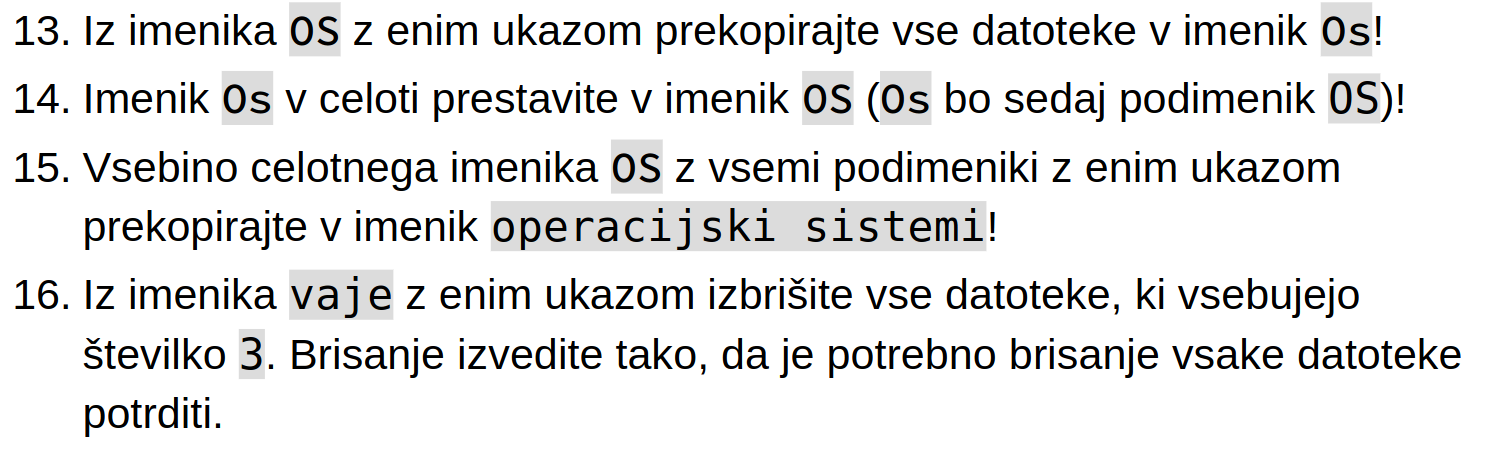 13. Iz imenika OS z enim ukazom prekopirajte vse datoteke v imenik Os!
14. Imenik Os v celoti prestavite v imenik OS (Os bo sedaj podimenik OS)!
15. Vsebino celotnega imenika OS z vsemi podimeniki z enim ukazom
prekopirajte v imenik operacijski sistemi!
16. Iz imenika vaje z enim ukazom izbrišite vse datoteke, ki vsebujejo
številko 3. Brisanje izvedite tako, da je potrebno brisanje vsake datoteke
potrditi.